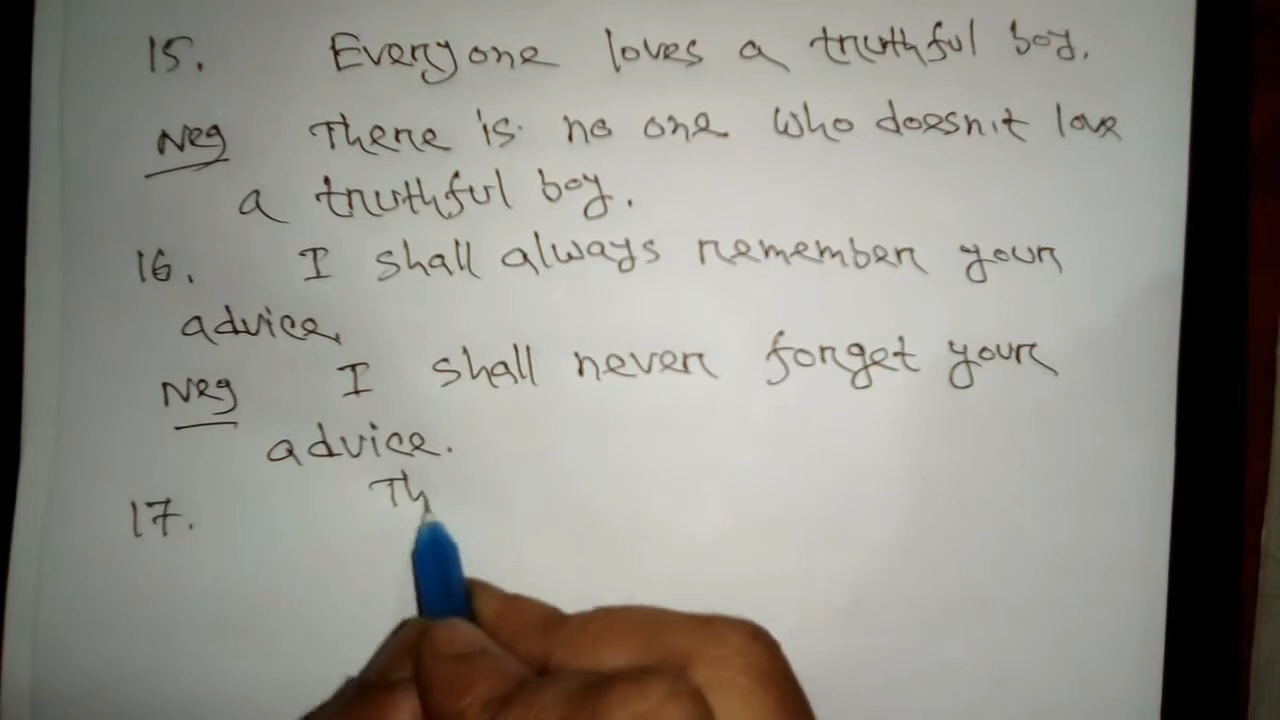 15. Everyone loves a truthful boy.
Neg There is no one who doesn't love
a truthful boy.
16. I shall always remember your
advice.
Neg I shall never forget your
advice.
17. Th